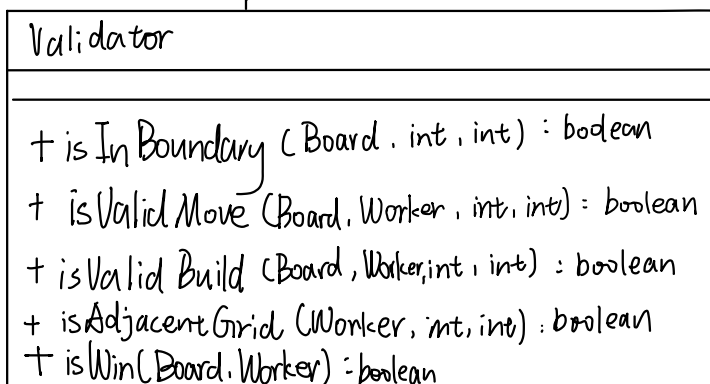 Validator
+ isInBoundary (Board, int, int) : boolean
+ isValidMove (Board, Worker, int, int) : boolean
+ isValidBuild (Board, Worker, int, int) : boolean
+ isAdjacentGrid (Worker, int, int) : boolean
+ isWin(Board, Worker) : boolean